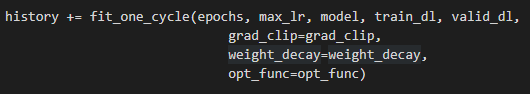 history += fit_one_cycle(epochs, max_lr, model, train_dl, valid_dl,
grad_clip=grad_clip,
weight_decay=weight_decay,
opt_func=opt_func)